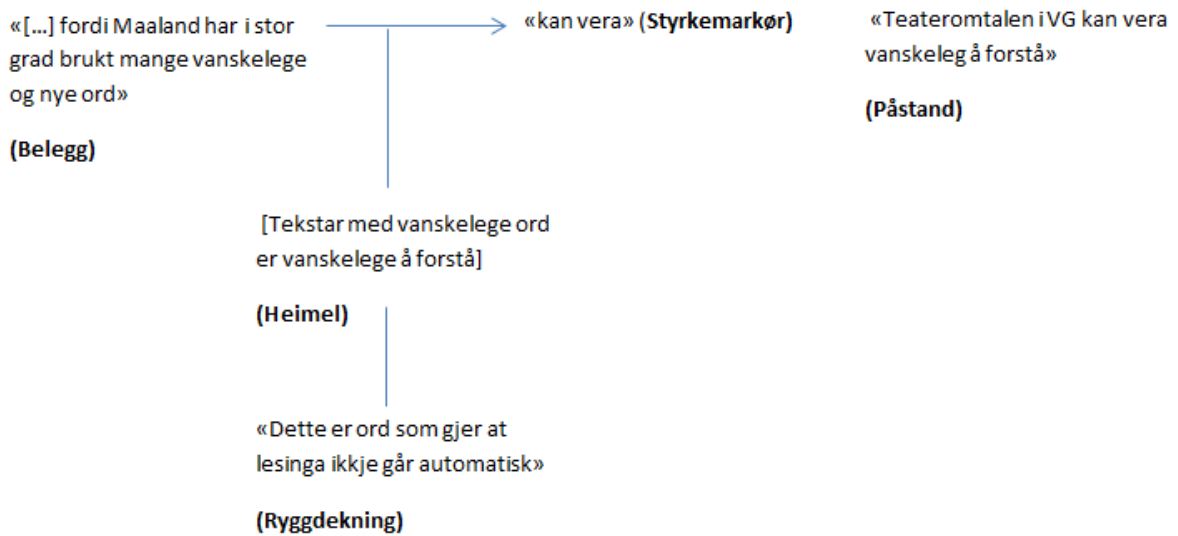 «[…] fordi Maaland har i stor
grad brukt mange vanskelege
og nye ord»
(Belegg)
«kan vera» (Styrkemarkør)
«Teateromtalen i VG kan vera
vanskeleg å forstå»
(Påstand)
[Tekstar med vanskelege ord
er vanskelege å forstå]
(Heimel)
«Dette er ord som gjer at
lesinga ikkje går automatisk»
(Ryggdekning)